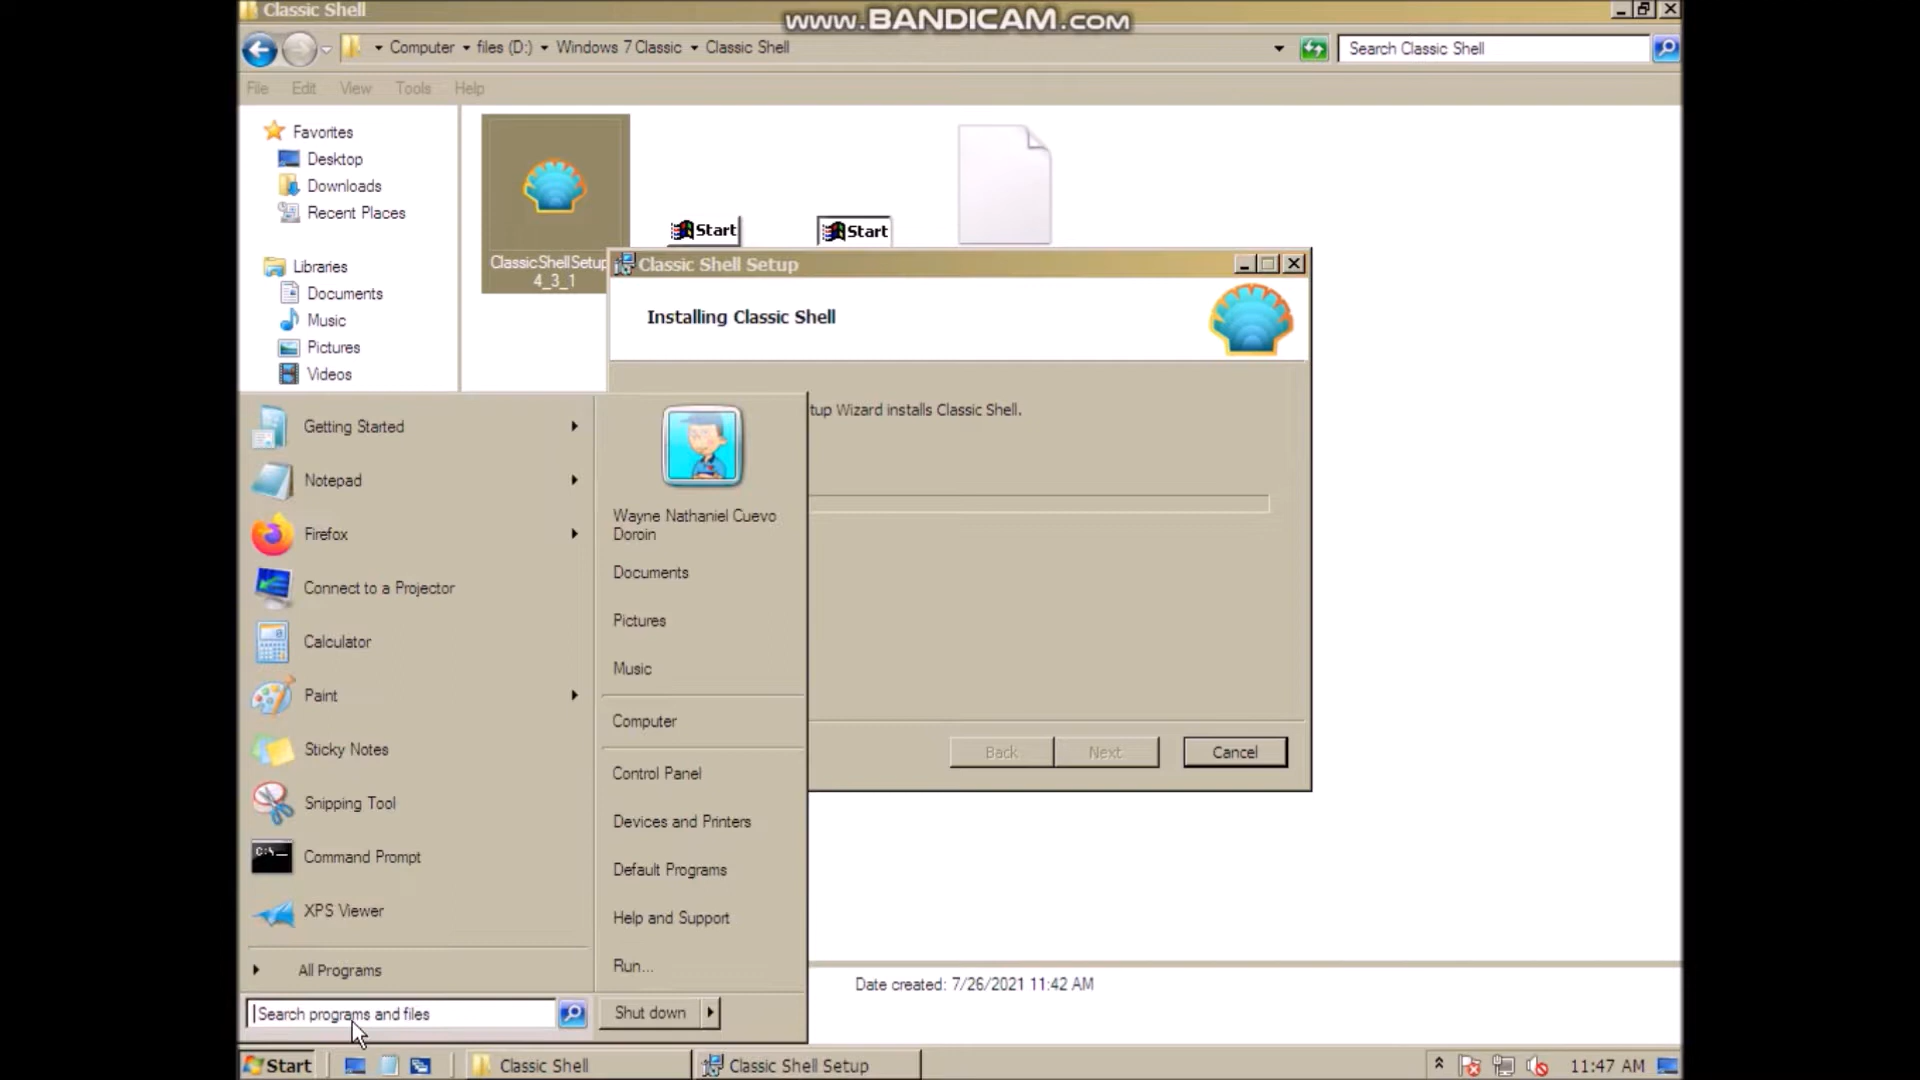 Classic Shell
www.BANDICAM.com
Computer
files (D:)
Windows 7 Classic
Classic Shell
Search Classic Shell
File
Edit
View
Tools
Help
Favorites
Desktop
Downloads
Recent Places
Libraries
Documents
Music
Pictures
Videos
ClassicShellSetup
4_3_1
Start
Start
Classic Shell Setup
Installing Classic Shell
tup Wizard installs Classic Shell.
Back
Next
Cancel
Getting Started
Notepad
Firefox
Connect to a Projector
Calculator
Paint
Sticky Notes
Snipping Tool
C:\
Command Prompt
XPS Viewer
All Programs
Search programs and files
Wayne Nathaniel Cuevo
Doroin
Documents
Pictures
Music
Computer
Control Panel
Devices and Printers
Default Programs
Help and Support
Run...
Shut down
Date created: 7/26/2021 11:42 AM
Start
Classic Shell
Classic Shell Setup
11:47 AM